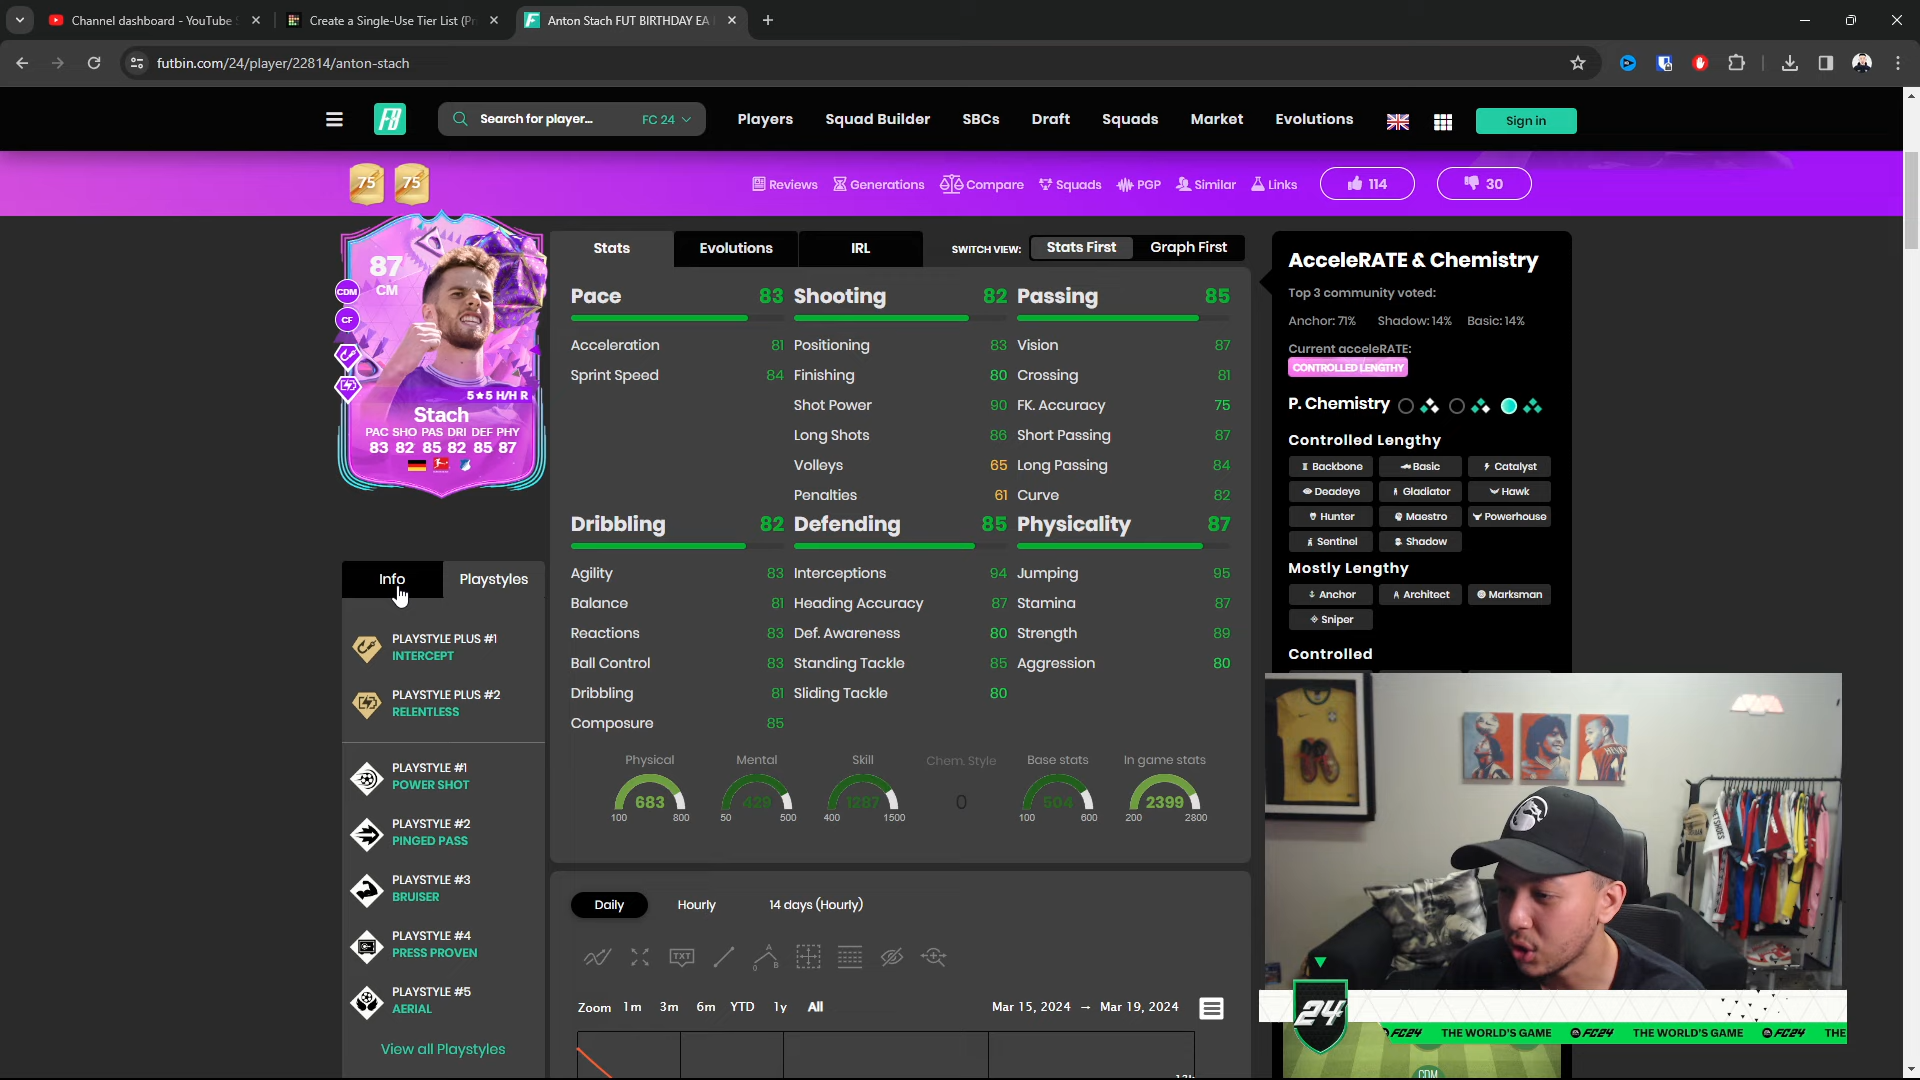 Channel dashboard - YouTube
Create a Single-Use Tier List (Pr
Anton Stach FUT BIRTHDAY EA
futbin.com/24/player/22814/anton-stach
FB
Search for player...
FC 24
Players
Squad Builder
SBCs
Draft
Squads
Market
Evolutions
Sign in
75
75
Reviews
Generations
Compare
Squads
PGP
Similar
Links
114
30
87
CM
CDM
CF
5★5 H/H R
Stach
PAC SHO PAS DRI DEF PHY
83 82 85 82 85 87
Info
Playstyles
PLAYSTYLE PLUS #1
INTERCEPT
PLAYSTYLE PLUS #2
RELENTLESS
PLAYSTYLE #1
POWER SHOT
PLAYSTYLE #2
PINGED PASS
PLAYSTYLE #3
BRUISER
PLAYSTYLE #4
PRESS PROVEN
PLAYSTYLE #5
AERIAL
View all Playstyles
Stats
Evolutions
IRL
SWITCH VIEW:
Stats First
Graph First
Pace 83
Acceleration 81
Sprint Speed 84
Shooting 82
Positioning 83
Finishing 80
Shot Power 90
Long Shots 86
Volleys 65
Penalties 61
Passing 85
Vision 87
Crossing 81
FK. Accuracy 75
Short Passing 87
Long Passing 84
Curve 82
Dribbling 82
Agility 83
Balance 81
Reactions 83
Ball Control 83
Dribbling 81
Composure 85
Defending 85
Interceptions 94
Heading Accuracy 87
Def. Awareness 80
Standing Tackle 85
Sliding Tackle 80
Physicality 87
Jumping 95
Stamina 87
Strength 89
Aggression 80
Physical
683
100 800
Mental
429
50 500
Skill
1287
400 1500
Chem. Style
0
Base stats
504
100 600
In game stats
2399
200 2800
Daily
Hourly
14 days (Hourly)
TXT
Zoom 1m 3m 6m YTD 1y All
Mar 15, 2024 → Mar 19, 2024
AcceleRATE & Chemistry
Top 3 community voted:
Anchor: 71% Shadow: 14% Basic: 14%
Current acceleRATE:
CONTROLLED LENGTHY
P. Chemistry
Controlled Lengthy
Backbone
Basic
Catalyst
Deadeye
Gladiator
Hawk
Hunter
Maestro
Powerhouse
Sentinel
Shadow
Mostly Lengthy
Anchor
Architect
Marksman
Sniper
Controlled
HENRY
24
FC24 THE WORLD'S GAME FC24 THE WORLD'S GAME FC24 THE
CDM